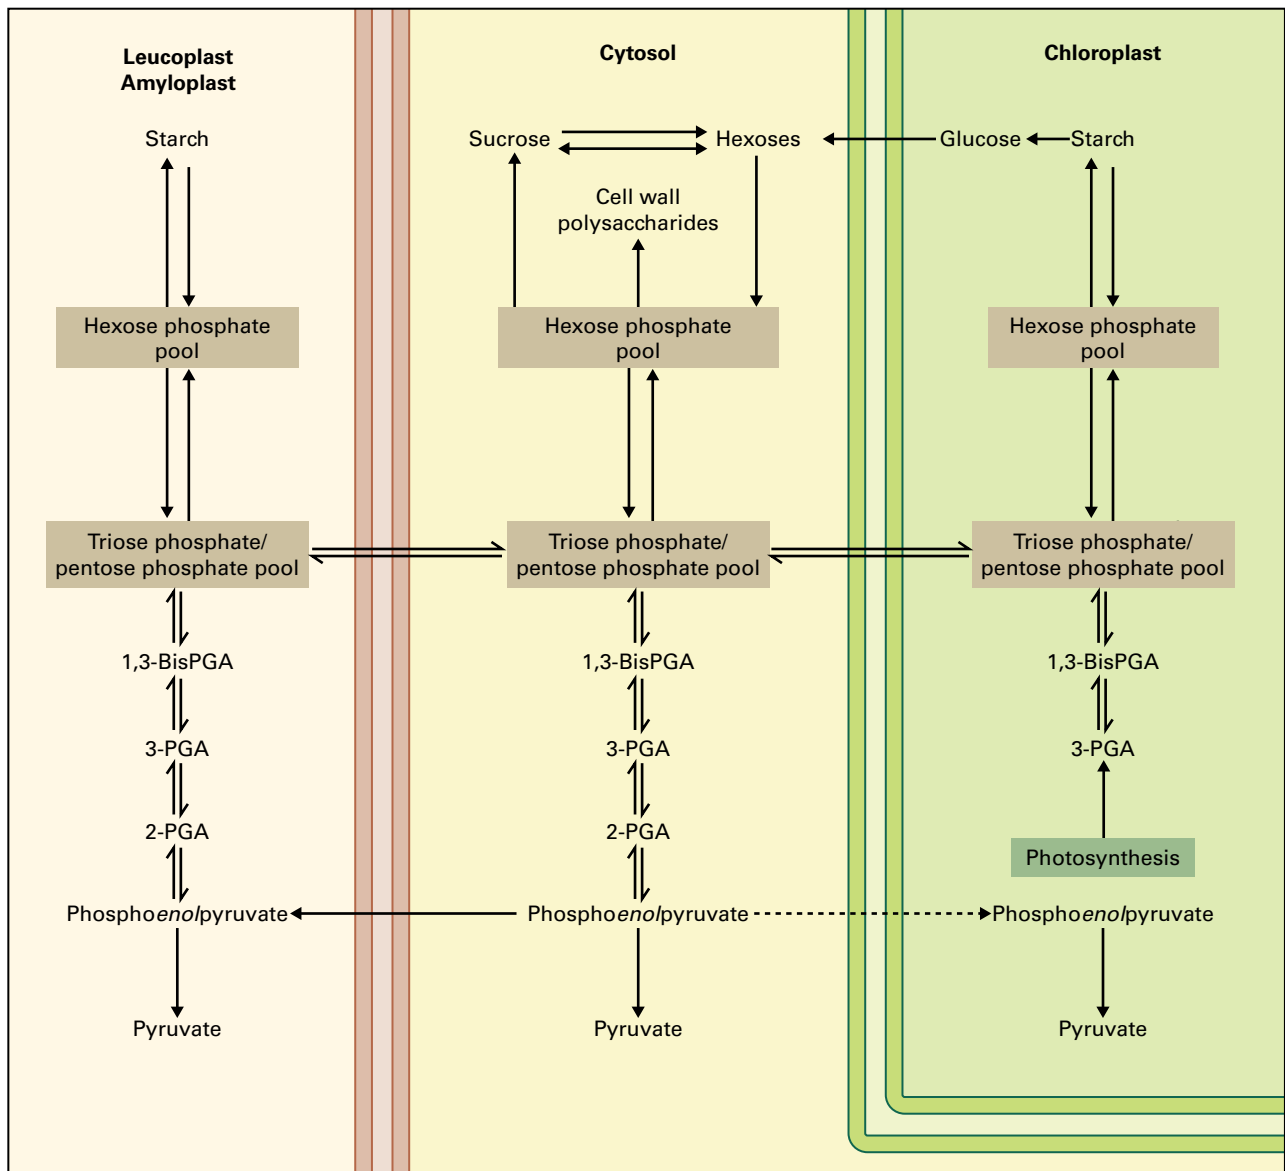 Leucoplast
Amyloplast
Cytosol
Chloroplast
Starch
Sucrose
Hexoses
Glucose
Starch
Cell wall
polysaccharides
Hexose phosphate
pool
Hexose phosphate
pool
Hexose phosphate
pool
Triose phosphate/
pentose phosphate pool
Triose phosphate/
pentose phosphate pool
Triose phosphate/
pentose phosphate pool
1,3-BisPGA
1,3-BisPGA
1,3-BisPGA
3-PGA
3-PGA
3-PGA
2-PGA
2-PGA
Photosynthesis
Phosphoenolpyruvate
Phosphoenolpyruvate
Phosphoenolpyruvate
Pyruvate
Pyruvate
Pyruvate